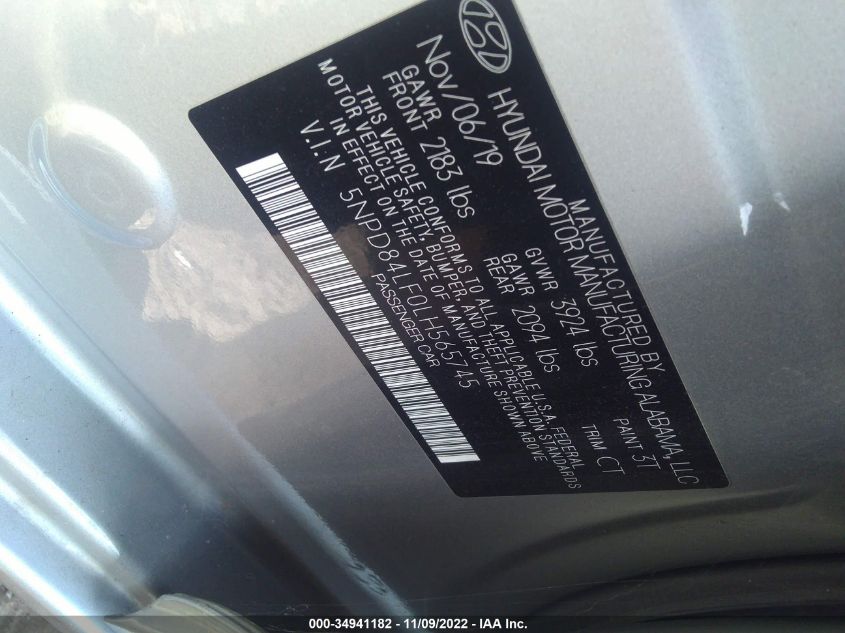 MANUFACTURED BY
HYUNDAI MOTOR MANUFACTURING ALABAMA, LLC
Nov/06/19 GVWR 3924 lbs PAINT 3T
GAWR FRONT 2183 lbs GAWR REAR 2094 lbs TRIM CT
THIS VEHICLE CONFORMS TO ALL APPLICABLE U.S.A. FEDERAL
MOTOR VEHICLE SAFETY, BUMPER, AND THEFT PREVENTION STANDARDS
IN EFFECT ON THE DATE OF MANUFACTURE SHOWN ABOVE
V.I.N 5NPD84LF0LH565745
PASSENGER CAR
000-34941182 - 11/09/2022 - IAA Inc.